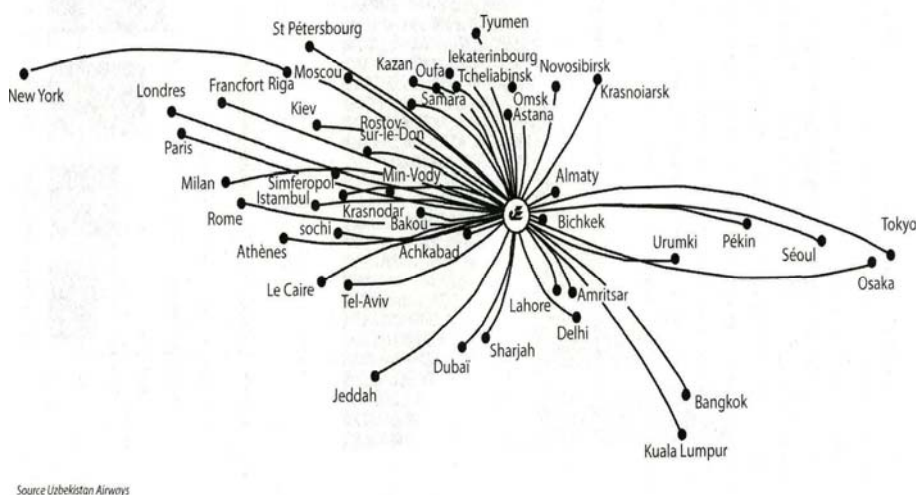 Tyumen
St Pétersbourg
Iekaterinbourg
Kazan
Oufa
Tcheliabinsk
Novosibirsk
Moscou
Riga
Francfort
New York
Londres
Samara
Omsk
Krasnoiarsk
Astana
Kiev
Rostov-
sur-le-Don
Paris
Milan
Simferopol
Min-Vody
Almaty
Istambul
Rome
Krasnodar
Bakou
Bichkek
Tokyo
sochi
Achkabad
Athènes
Urumki
Pékin
Séoul
Osaka
Le Caire
Tel-Aviv
Lahore
Amritsar
Delhi
Dubaï
Sharjah
Jeddah
Bangkok
Kuala Lumpur
Source Uzbekistan Airways